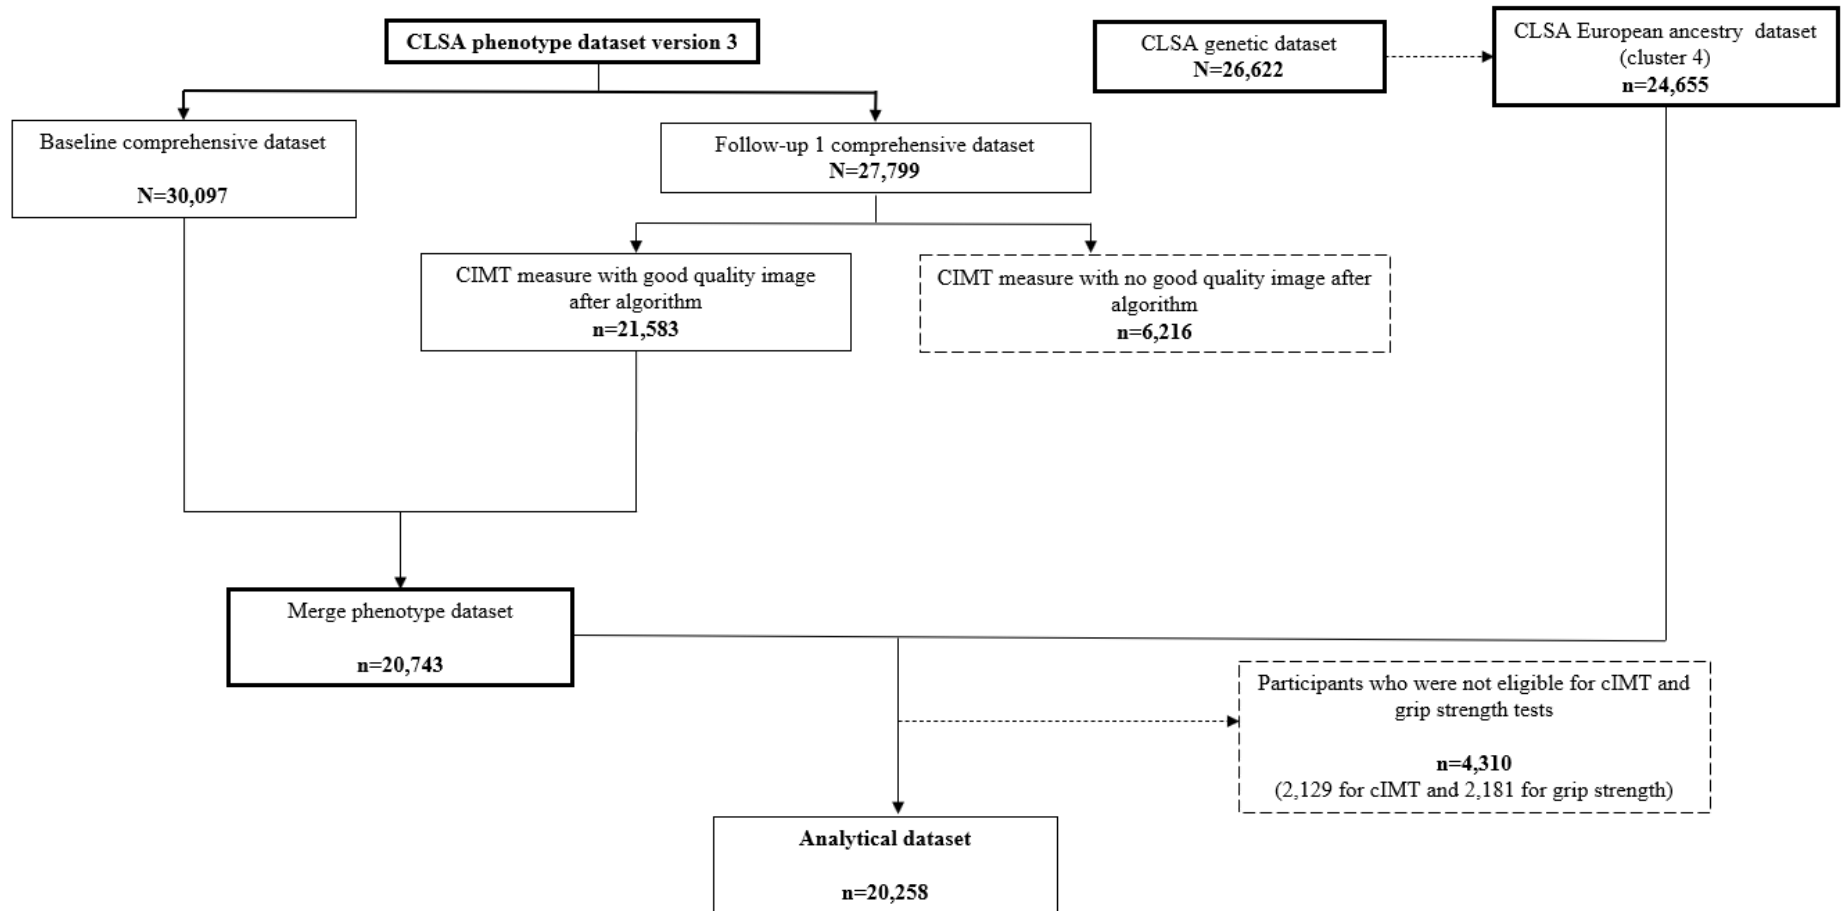 CLSA phenotype dataset version 3
CLSA genetic dataset
N=26,622
CLSA European ancestry dataset
(cluster 4)
n=24,655
Baseline comprehensive dataset
N=30,097
Follow-up 1 comprehensive dataset
N=27,799
CIMT measure with good quality image
after algorithm
n=21,583
CIMT measure with no good quality image after
algorithm
n=6,216
Merge phenotype dataset
n=20,743
Participants who were not eligible for cIMT and
grip strength tests
n=4,310
(2,129 for cIMT and 2,181 for grip strength)
Analytical dataset
n=20,258